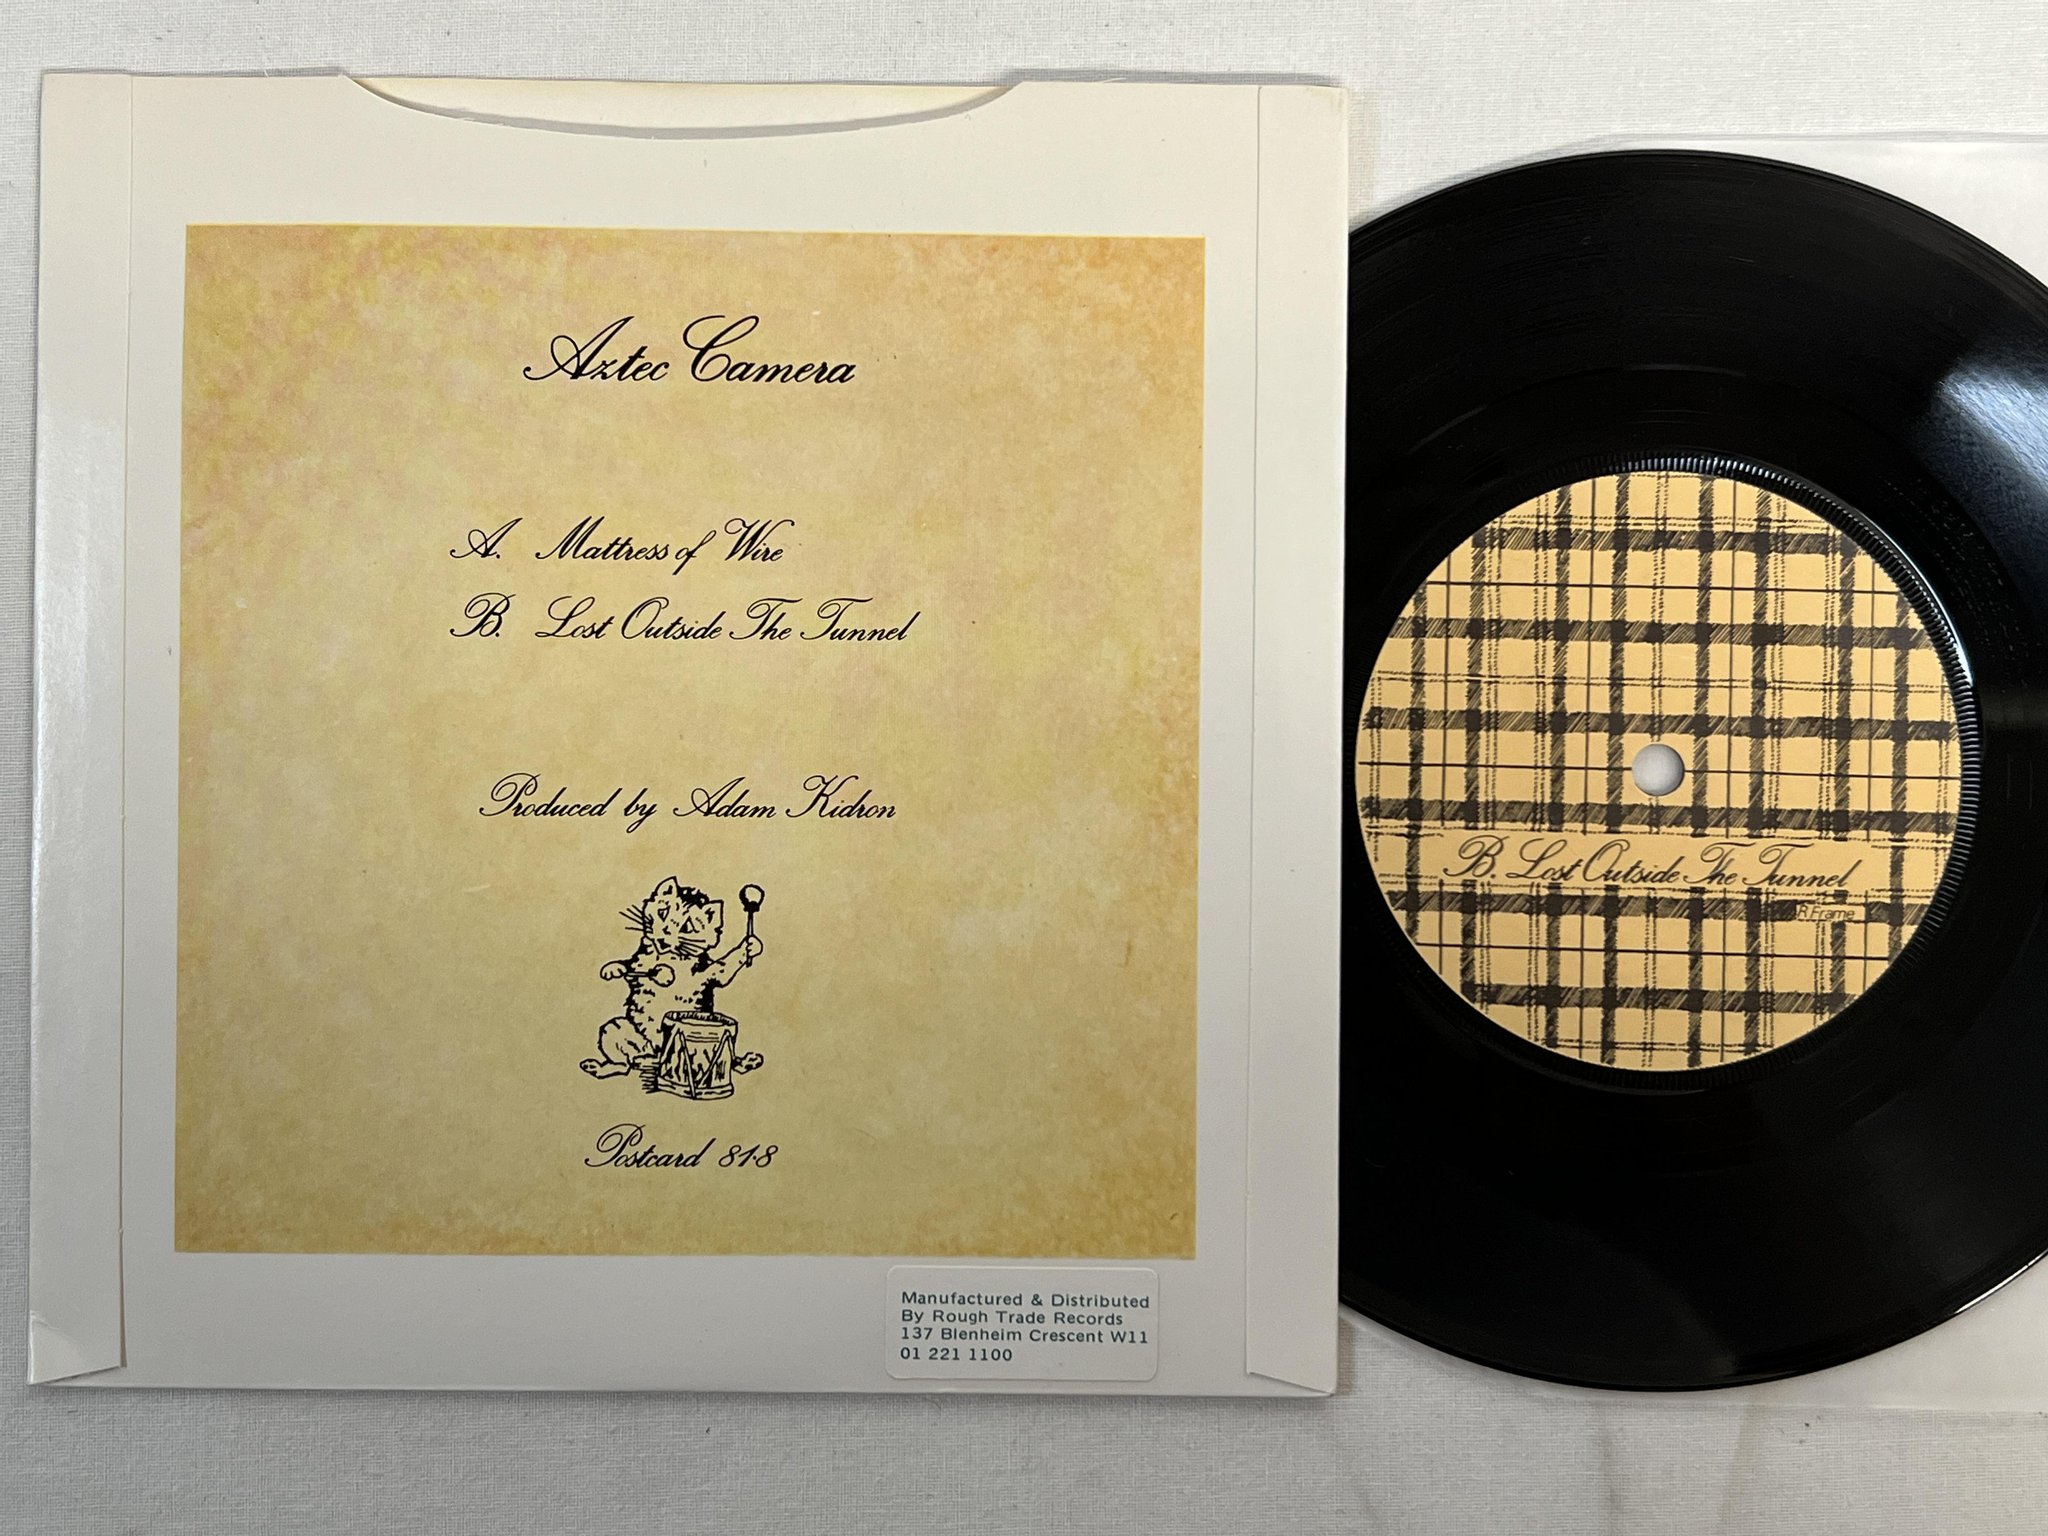 Aztec Camera
A. Mattress of Wire
B. Lost Outside The Tunnel
Produced by Adam Kidron
Postcard 81·8
Manufactured & Distributed
By Rough Trade Records
137 Blenheim Crescent W11
01 221 1100
B. Lost Outside The Tunnel
R.Frame